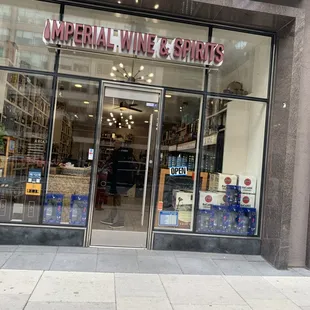 IMPERIAL WINE & SPIRITS
OPEN